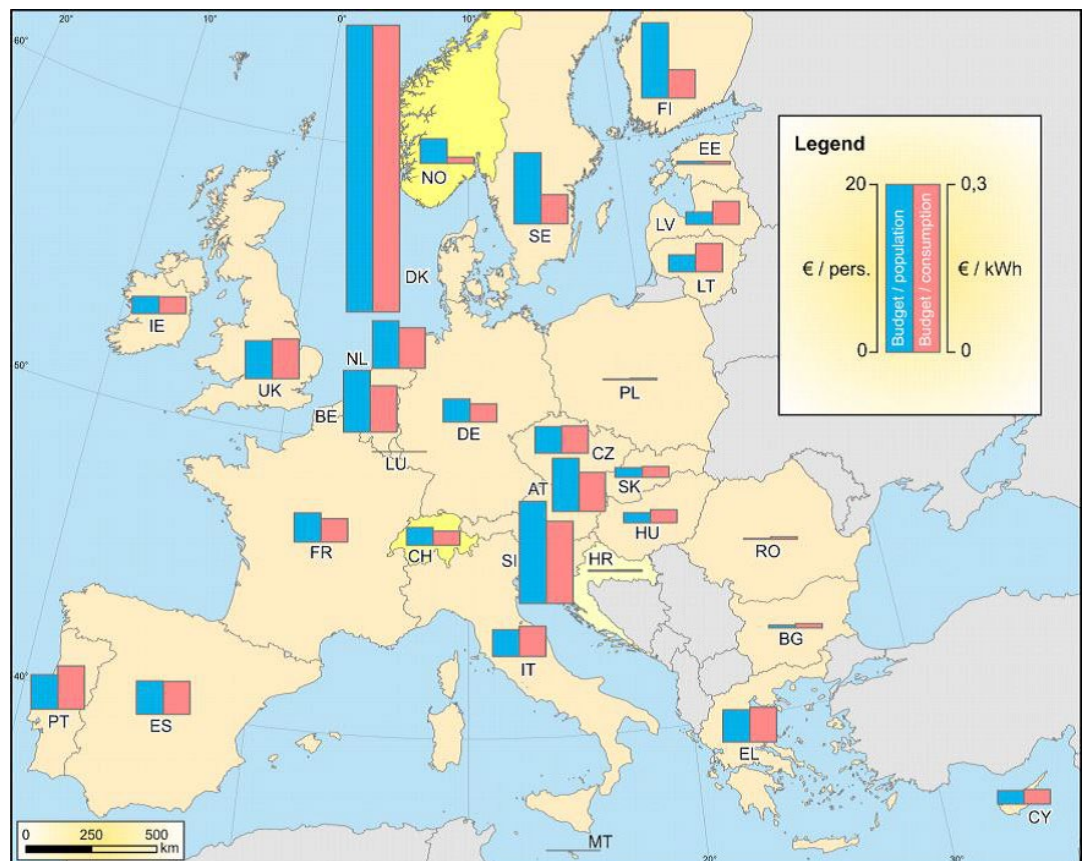 20°
10°
0°
10°
60°
FI
Legend
EE
NO
20
0,3
LV
SE
Budget / population
Budget / consumption
LT
€ / pers.
€ / kWh
DK
IE
0
0
NL
50°
UK
PL
BE
DE
CZ
LU
AT
SK
HU
FR
CH
SI
HR
RO
BG
IT
40°
PT
ES
EL
CY
0 250 500
km
MT
20°
30°